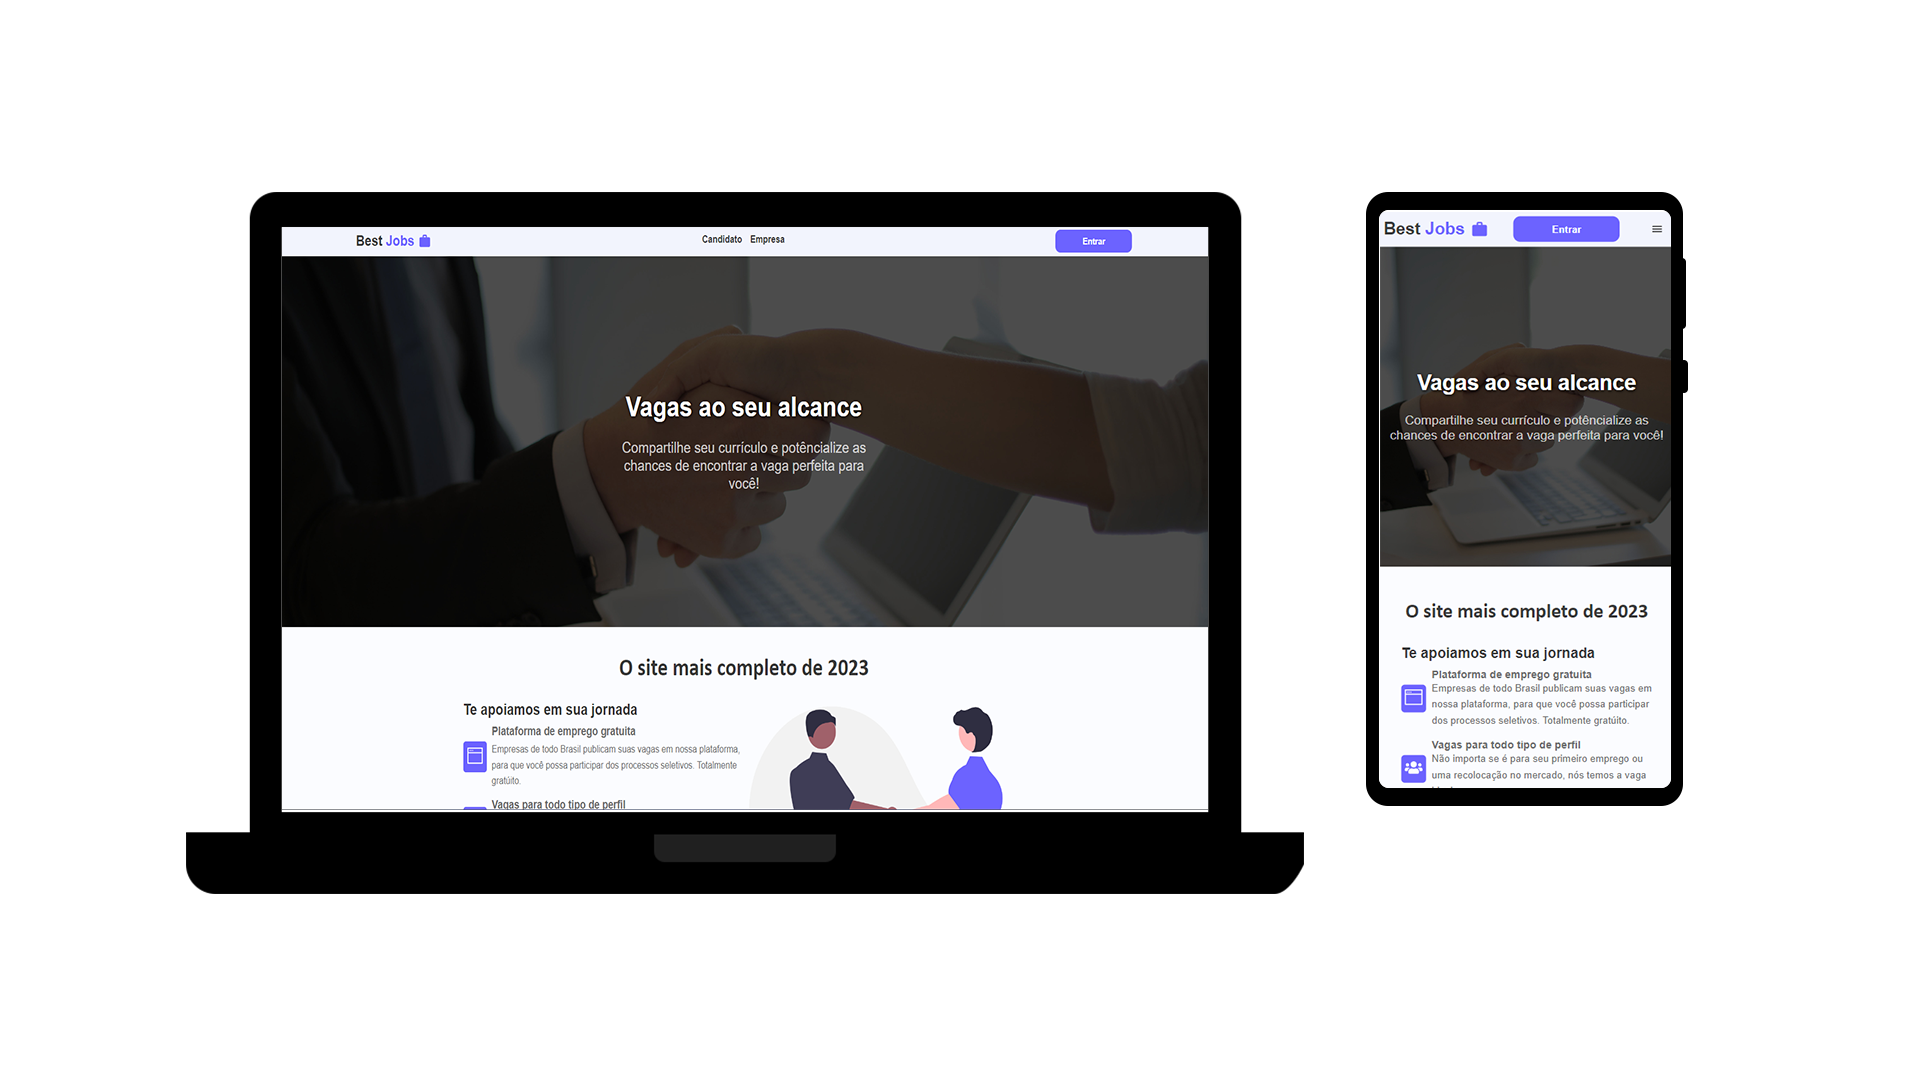 Best Jobs
Candidato Empresa
Entrar
Vagas ao seu alcance
Compartilhe seu currículo e potêncialize as
chances de encontrar a vaga perfeita para
você!
O site mais completo de 2023
Te apoiamos em sua jornada
Plataforma de emprego gratuita
Empresas de todo Brasil publicam suas vagas em nossa plataforma,
para que você possa participar dos processos seletivos. Totalmente
gratúito.
Vagas para todo tipo de perfil
Best Jobs
Entrar
Vagas ao seu alcance
Compartilhe seu currículo e potêncialize as
chances de encontrar a vaga perfeita para você!
O site mais completo de 2023
Te apoiamos em sua jornada
Plataforma de emprego gratuita
Empresas de todo Brasil publicam suas vagas em
nossa plataforma, para que você possa participar
dos processos seletivos. Totalmente gratúito.
Vagas para todo tipo de perfil
Não importa se é para seu primeiro emprego ou
uma recolocação no mercado, nós temos a vaga